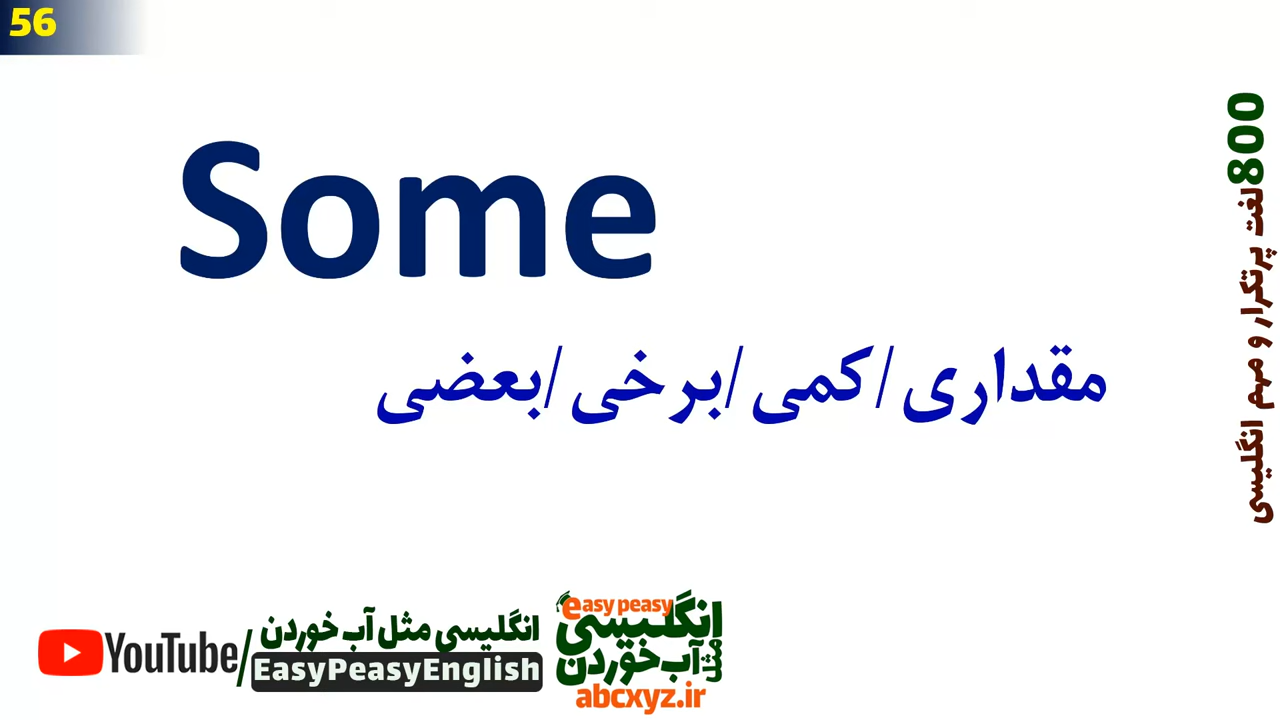 56
Some
مقداری/کمی/برخی/بعضی
800 لغت پرتکرار و مهم انگلیسی
YouTube/
انگلیسی مثل آب خوردن
EasyPeasyEnglish
easy peasy
انگلیسی
مثل
آب خوردن
abcxyz.ir